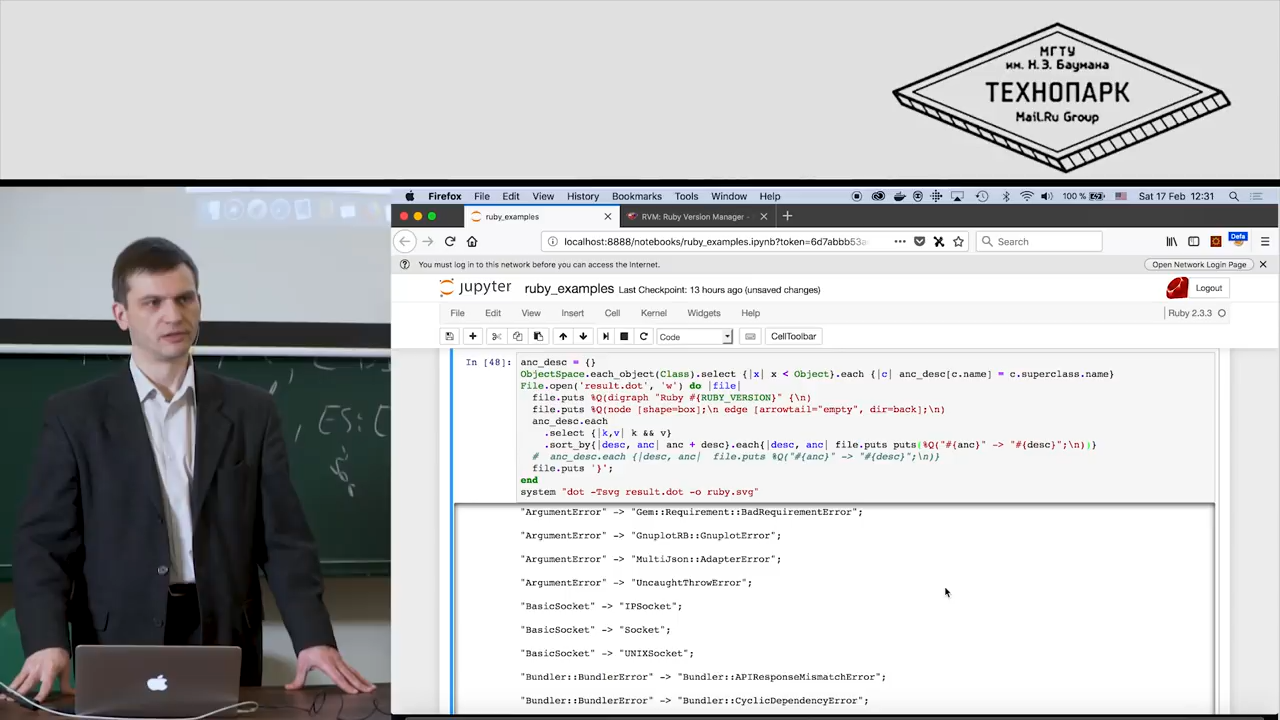 МГТУ
им. Н.Э. Баумана
ТЕХНОПАРК
Mail.Ru Group
Firefox File Edit View History Bookmarks Tools Window Help 100 % Sat 17 Feb 12:31
ruby_examples RVM: Ruby Version Manager -
localhost:8888/notebooks/ruby_examples.ipynb?token=6d7abbb53a Search Defa
You must log in to this network before you can access the Internet. Open Network Login Page
jupyter ruby_examples Last Checkpoint: 13 hours ago (unsaved changes) Logout
File Edit View Insert Cell Kernel Widgets Help Ruby 2.3.3
Code CellToolbar
In [48]: anc_desc = {}
ObjectSpace.each_object(Class).select {|x| x < Object}.each {|c| anc_desc[c.name] = c.superclass.name}
File.open('result.dot', 'w') do |file|
file.puts %Q(digraph "Ruby #{RUBY_VERSION}" {\n)
file.puts %Q(node [shape=box];\n edge [arrowtail="empty", dir=back];\n)
anc_desc.each
.select {|k,v| k && v}
.sort_by{|desc, anc| anc + desc}.each{|desc, anc| file.puts puts(%Q("#{anc}" -> "#{desc}";\n))}
# anc_desc.each {|desc, anc| file.puts %Q("#{anc}" -> "#{desc}";\n)}
file.puts '}';
end
system "dot -Tsvg result.dot -o ruby.svg"
"ArgumentError" -> "Gem::Requirement::BadRequirementError";
"ArgumentError" -> "GnuplotRB::GnuplotError";
"ArgumentError" -> "MultiJson::AdapterError";
"ArgumentError" -> "UncaughtThrowError";
"BasicSocket" -> "IPSocket";
"BasicSocket" -> "Socket";
"BasicSocket" -> "UNIXSocket";
"Bundler::BundlerError" -> "Bundler::APIResponseMismatchError";
"Bundler::BundlerError" -> "Bundler::CyclicDependencyError";